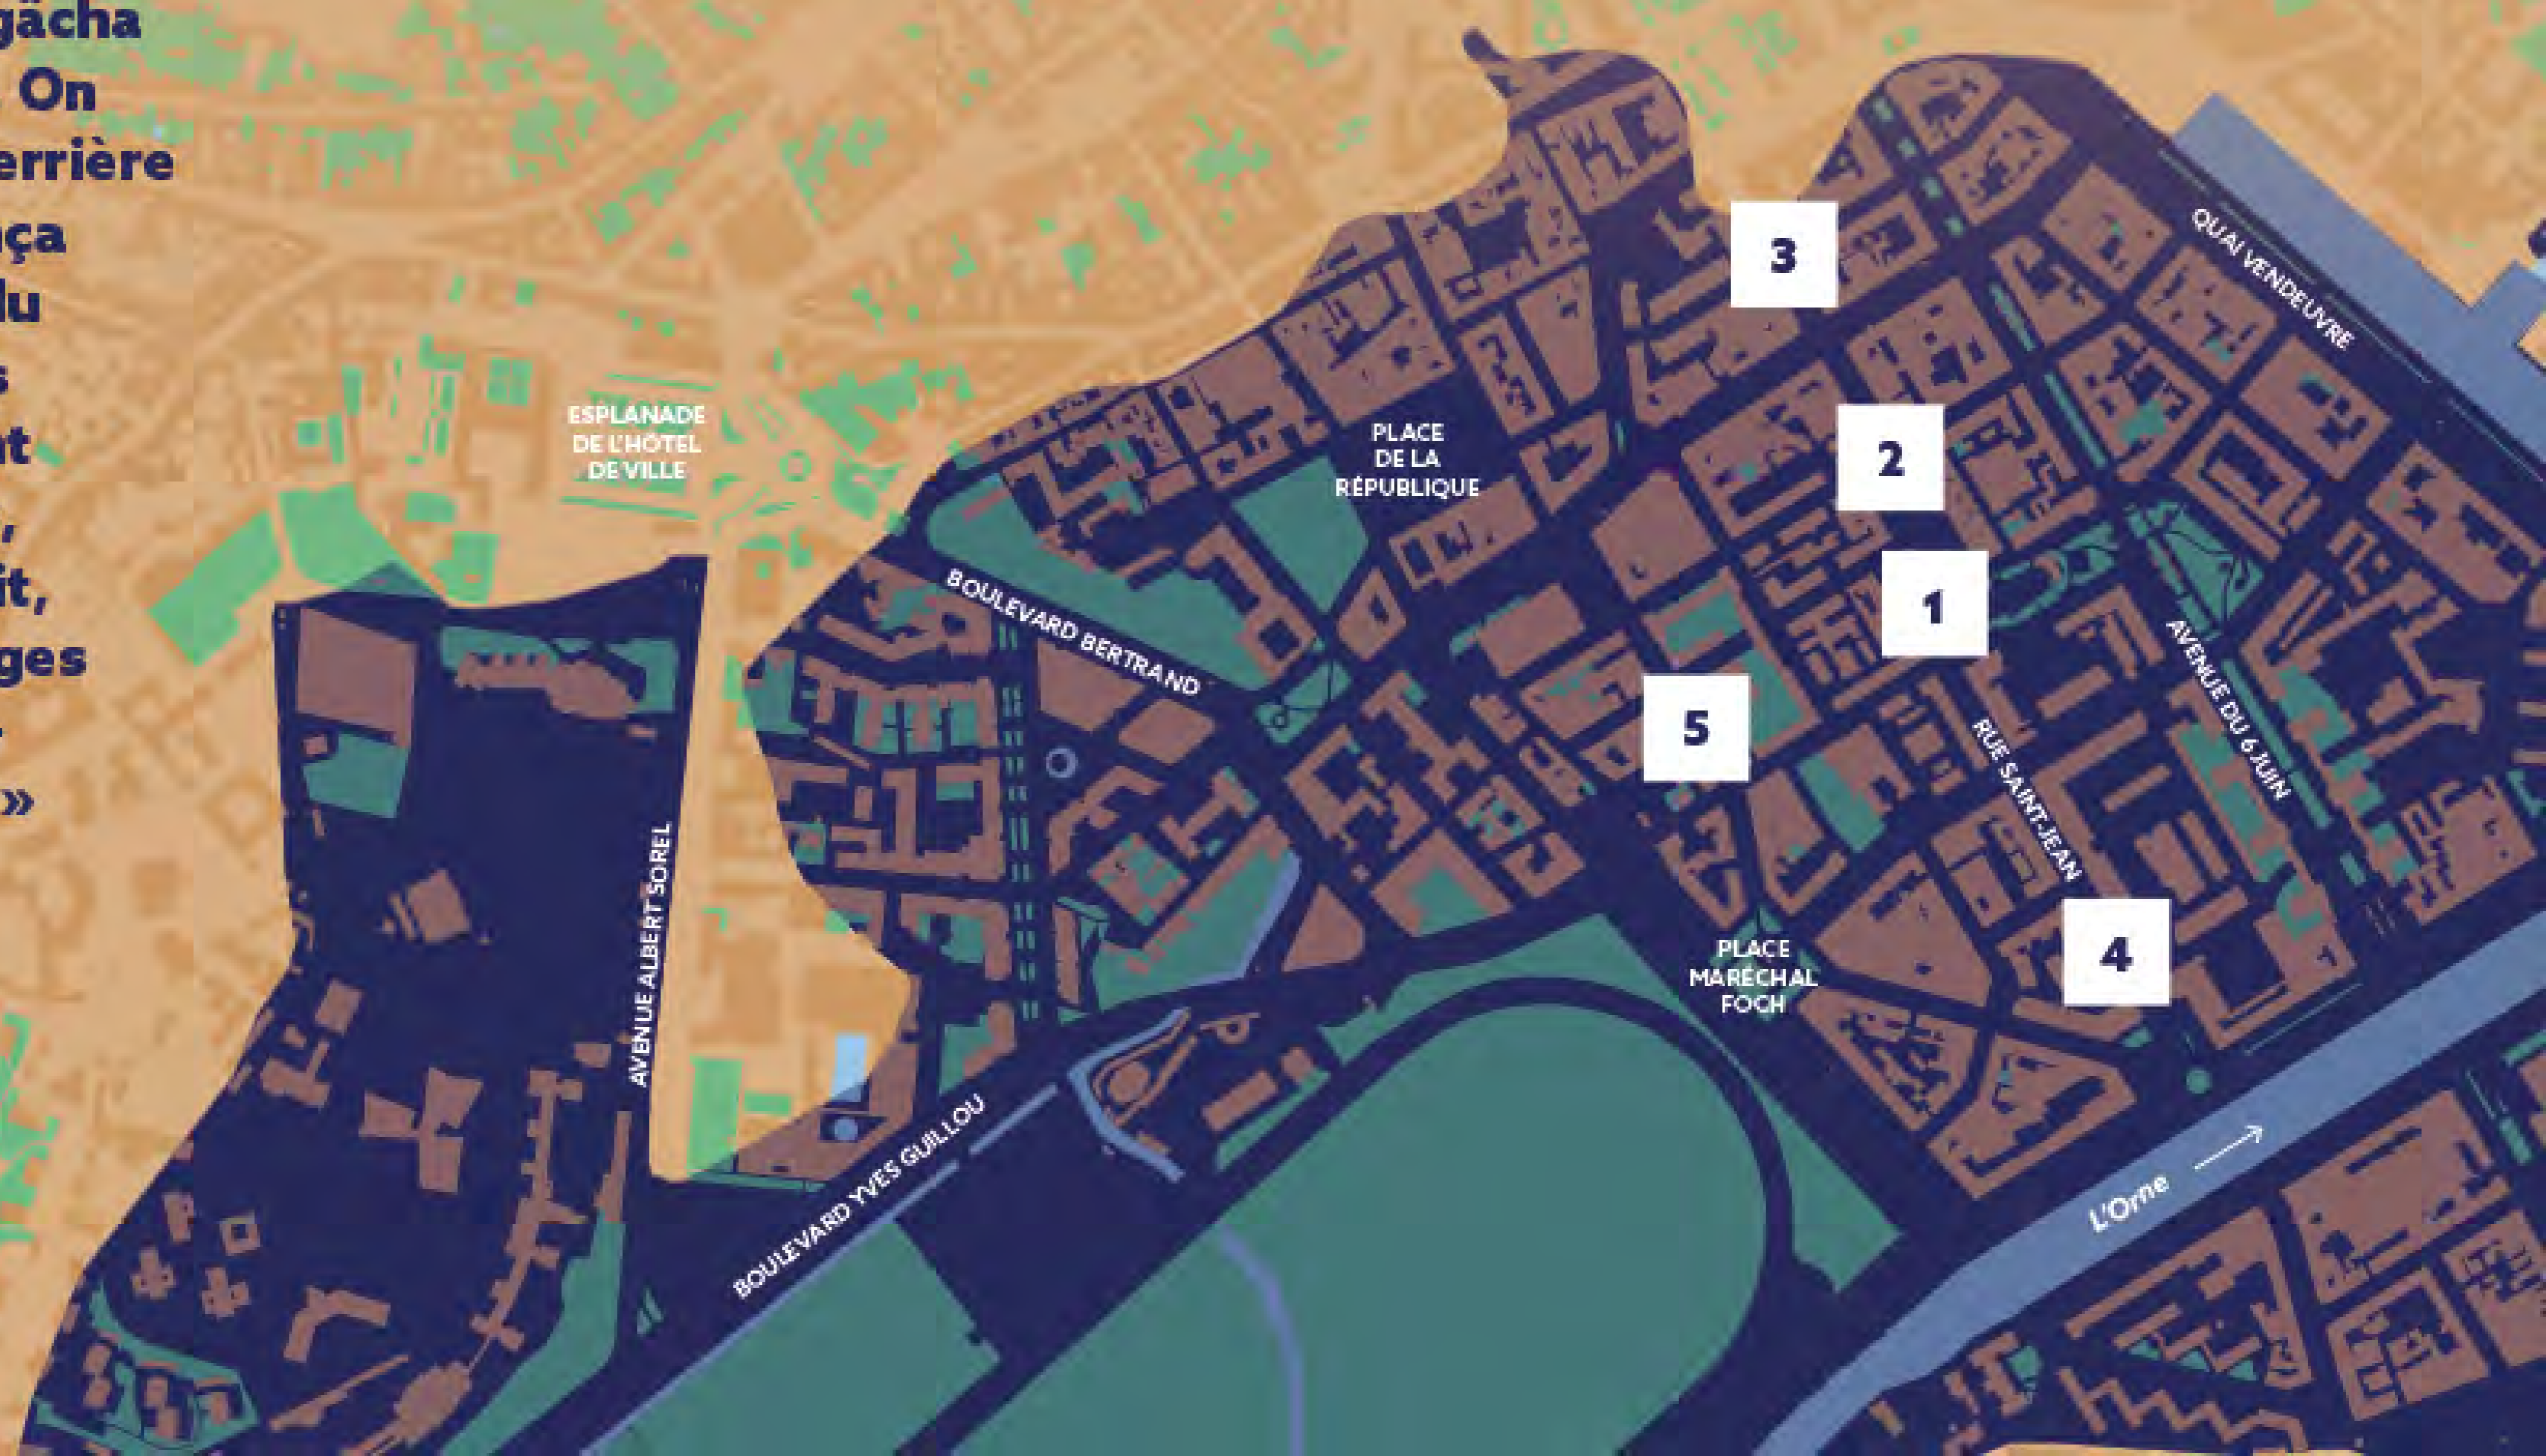 gâcha
On
errière
nça
du
s
nt
,
it,
ges
»
ESPLANADE
DE L'HÔTEL
DE VILLE
PLACE
DE LA
RÉPUBLIQUE
3
QUAI VENDEUVRE
2
1
BOULEVARD BERTRAND
5
AVENUE DU 6 JUIN
RUE SAINT-JEAN
4
PLACE
MARÉCHAL
FOCH
AVENUE ALBERT SOREL
BOULEVARD YVES GUILLOU
L'Orne